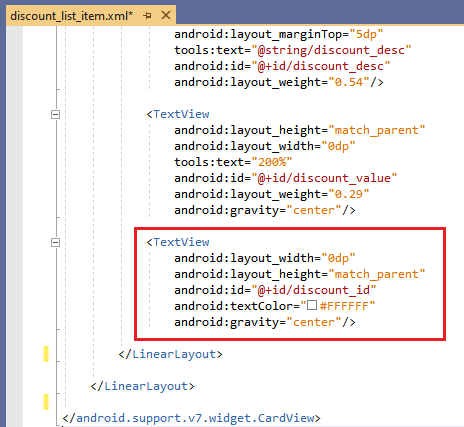 discount_list_item.xml*
android:layout_marginTop="5dp"
tools:text="@string/discount_desc"
android:id="@+id/discount_desc"
android:layout_weight="0.54"/>
<TextView
android:layout_height="match_parent"
android:layout_width="0dp"
tools:text="200%"
android:id="@+id/discount_value"
android:layout_weight="0.29"
android:gravity="center"/>
<TextView
android:layout_width="0dp"
android:layout_height="match_parent"
android:id="@+id/discount_id"
android:textColor="#FFFFFF"
android:gravity="center"/>
</LinearLayout>
</LinearLayout>
</android.support.v7.widget.CardView>